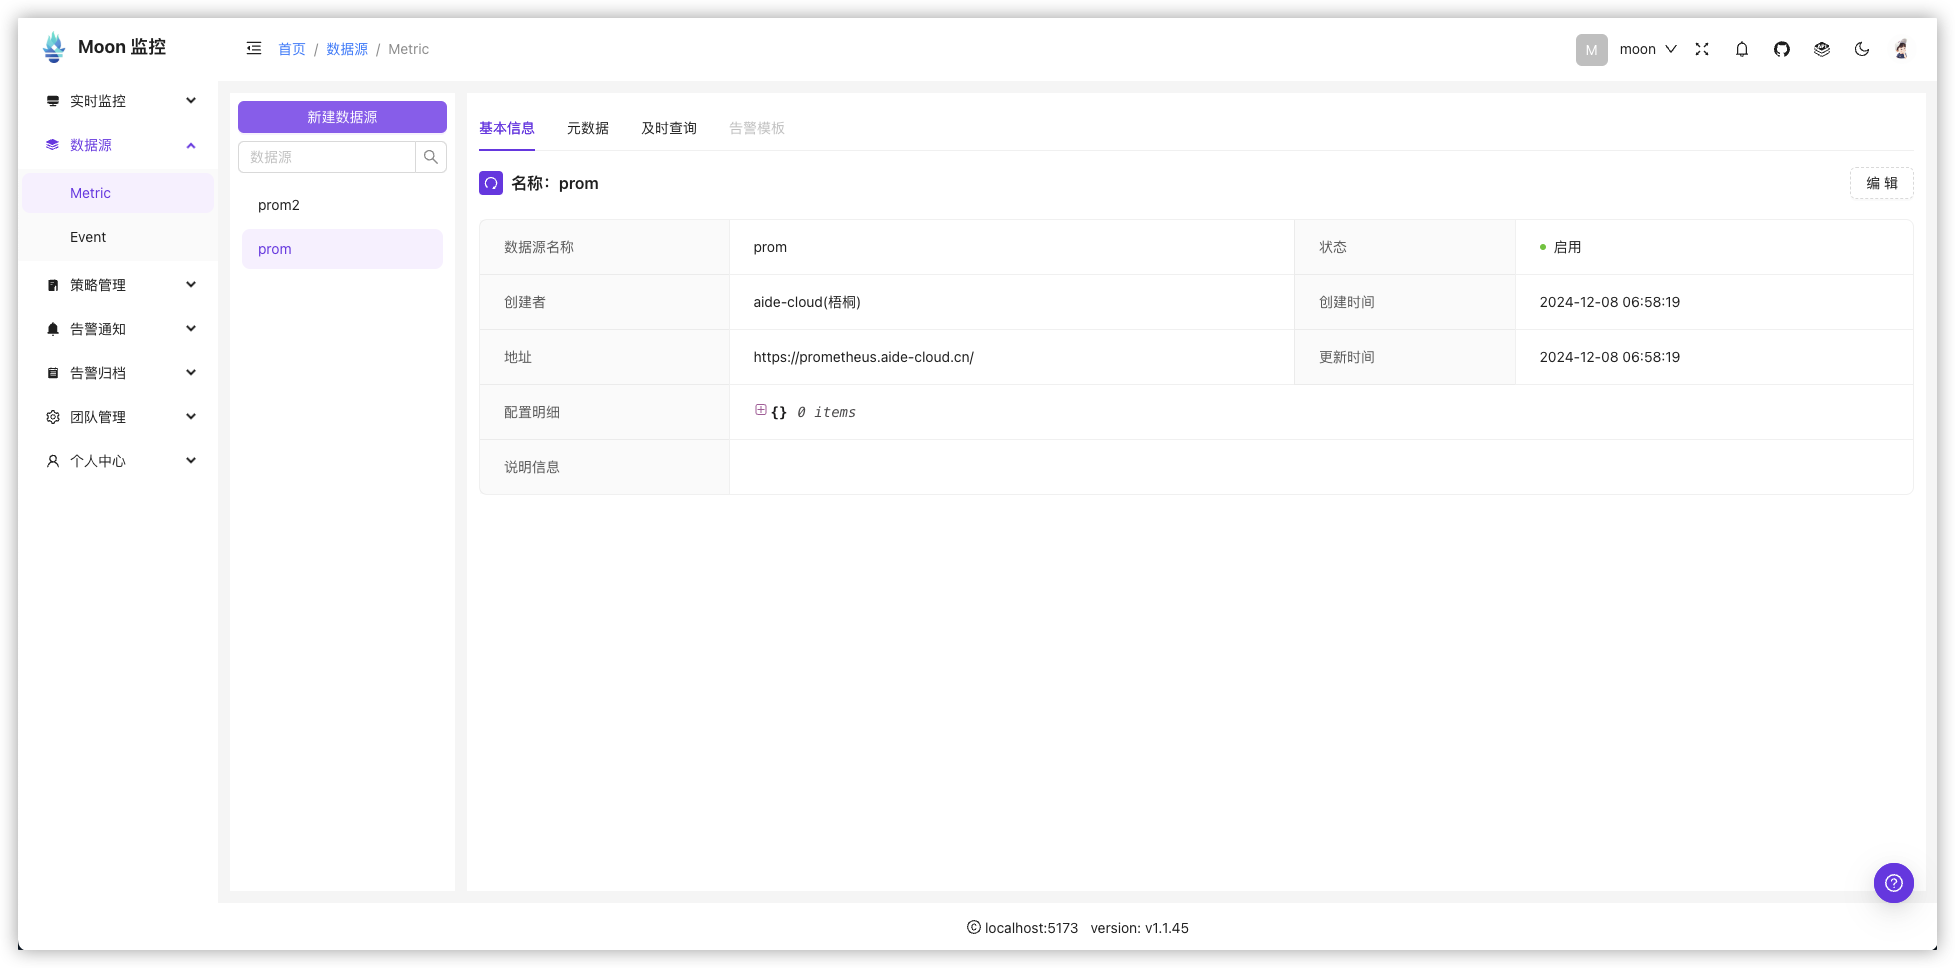 Moon 监控
首页 / 数据源 / Metric
M moon
实时监控
数据源
Metric
Event
策略管理
告警通知
告警归档
团队管理
个人中心
新建数据源
数据源
prom2
prom
基本信息 元数据 及时查询 告警模板
名称：prom
编 辑
数据源名称 prom 状态 启用
创建者 aide-cloud(梧桐) 创建时间 2024-12-08 06:58:19
地址 https://prometheus.aide-cloud.cn/ 更新时间 2024-12-08 06:58:19
配置明细 {} 0 items
说明信息
© localhost:5173 version: v1.1.45